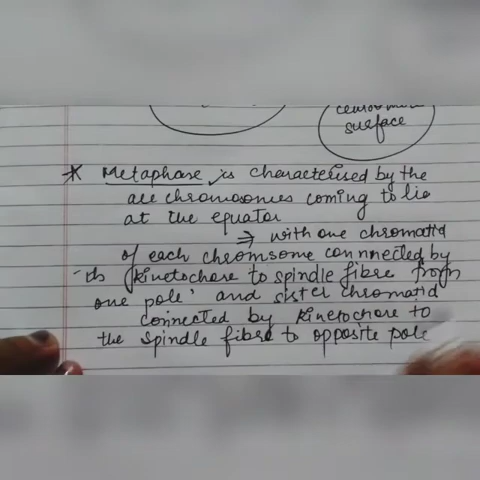 surface
* Metaphase is characterised by the
all chromosomes coming to lie
at the equator
⇒ with one chromatid
of each chromsome connnected by
its kinetochore to spindle fibre from
one pole' and sister chromatid
connected by kinetochore to
the spindle fibre to opposite pole